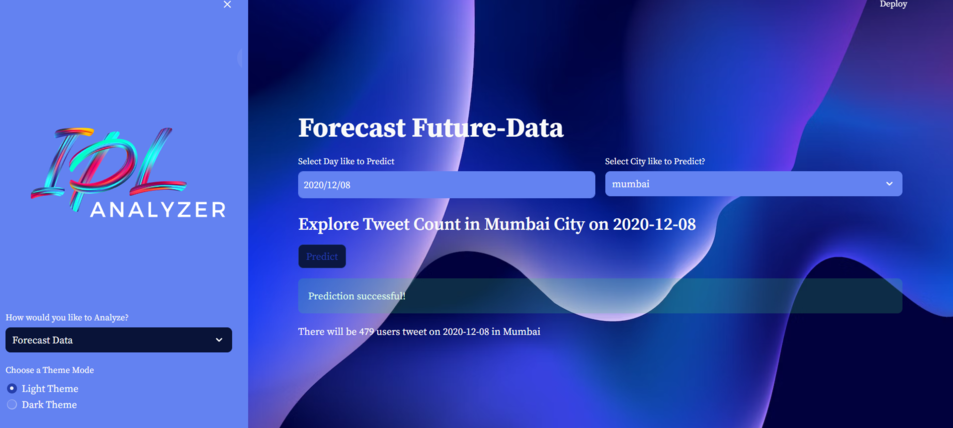 Deploy
IPL
ANALYZER
How would you like to Analyze?
Forecast Data
Choose a Theme Mode
Light Theme
Dark Theme
Forecast Future-Data
Select Day like to Predict
Select City like to Predict?
2020/12/08
mumbai
Explore Tweet Count in Mumbai City on 2020-12-08
Predict
Prediction successful!
There will be 479 users tweet on 2020-12-08 in Mumbai